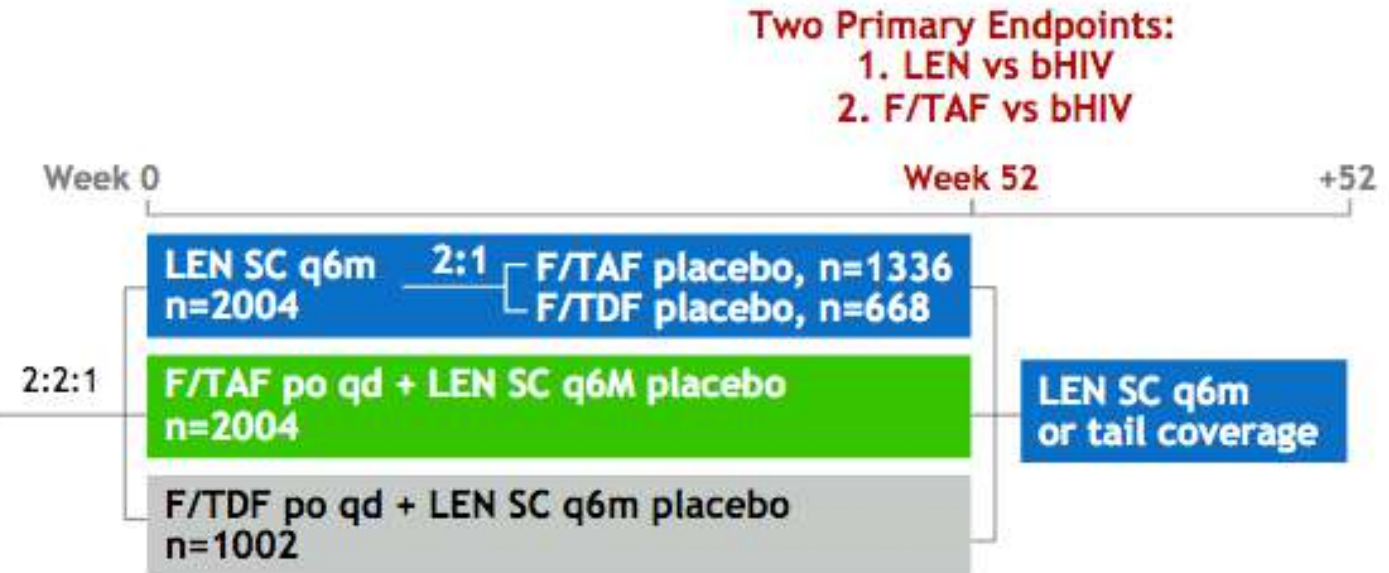 Two Primary Endpoints:
1. LEN vs bHIV
2. F/TAF vs bHIV
Week 0
Week 52
+52
LEN SC q6m
n=2004
2:1
F/TAF placebo, n=1336
F/TDF placebo, n=668
2:2:1
F/TAF po qd + LEN SC q6M placebo
n=2004
F/TDF po qd + LEN SC q6m placebo
n=1002
LEN SC q6m
or tail coverage